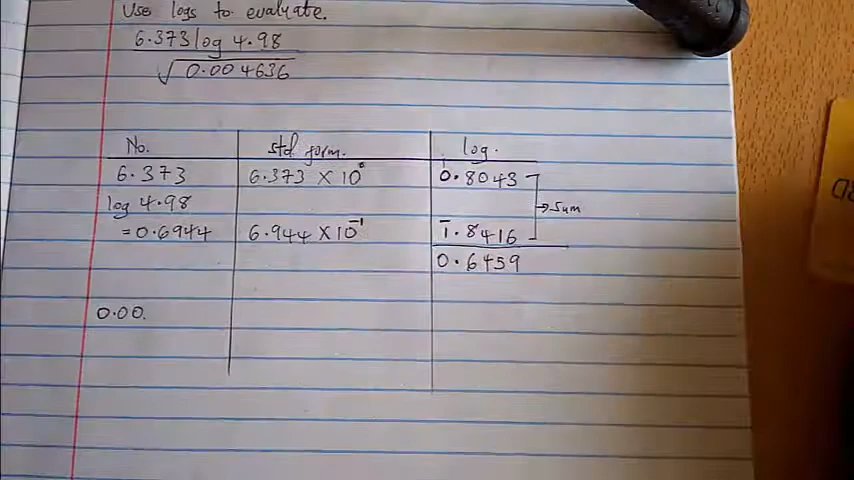 Use logs to evaluate.
6.373 log 4.98
√0.004636
No. std form. log.
6.373 6.373 × 10⁰ 0.8043
log 4.98
→ Sum
= 0.6944 6.944 × 10⁻¹ 1̄.8416
0.6459
0.00.